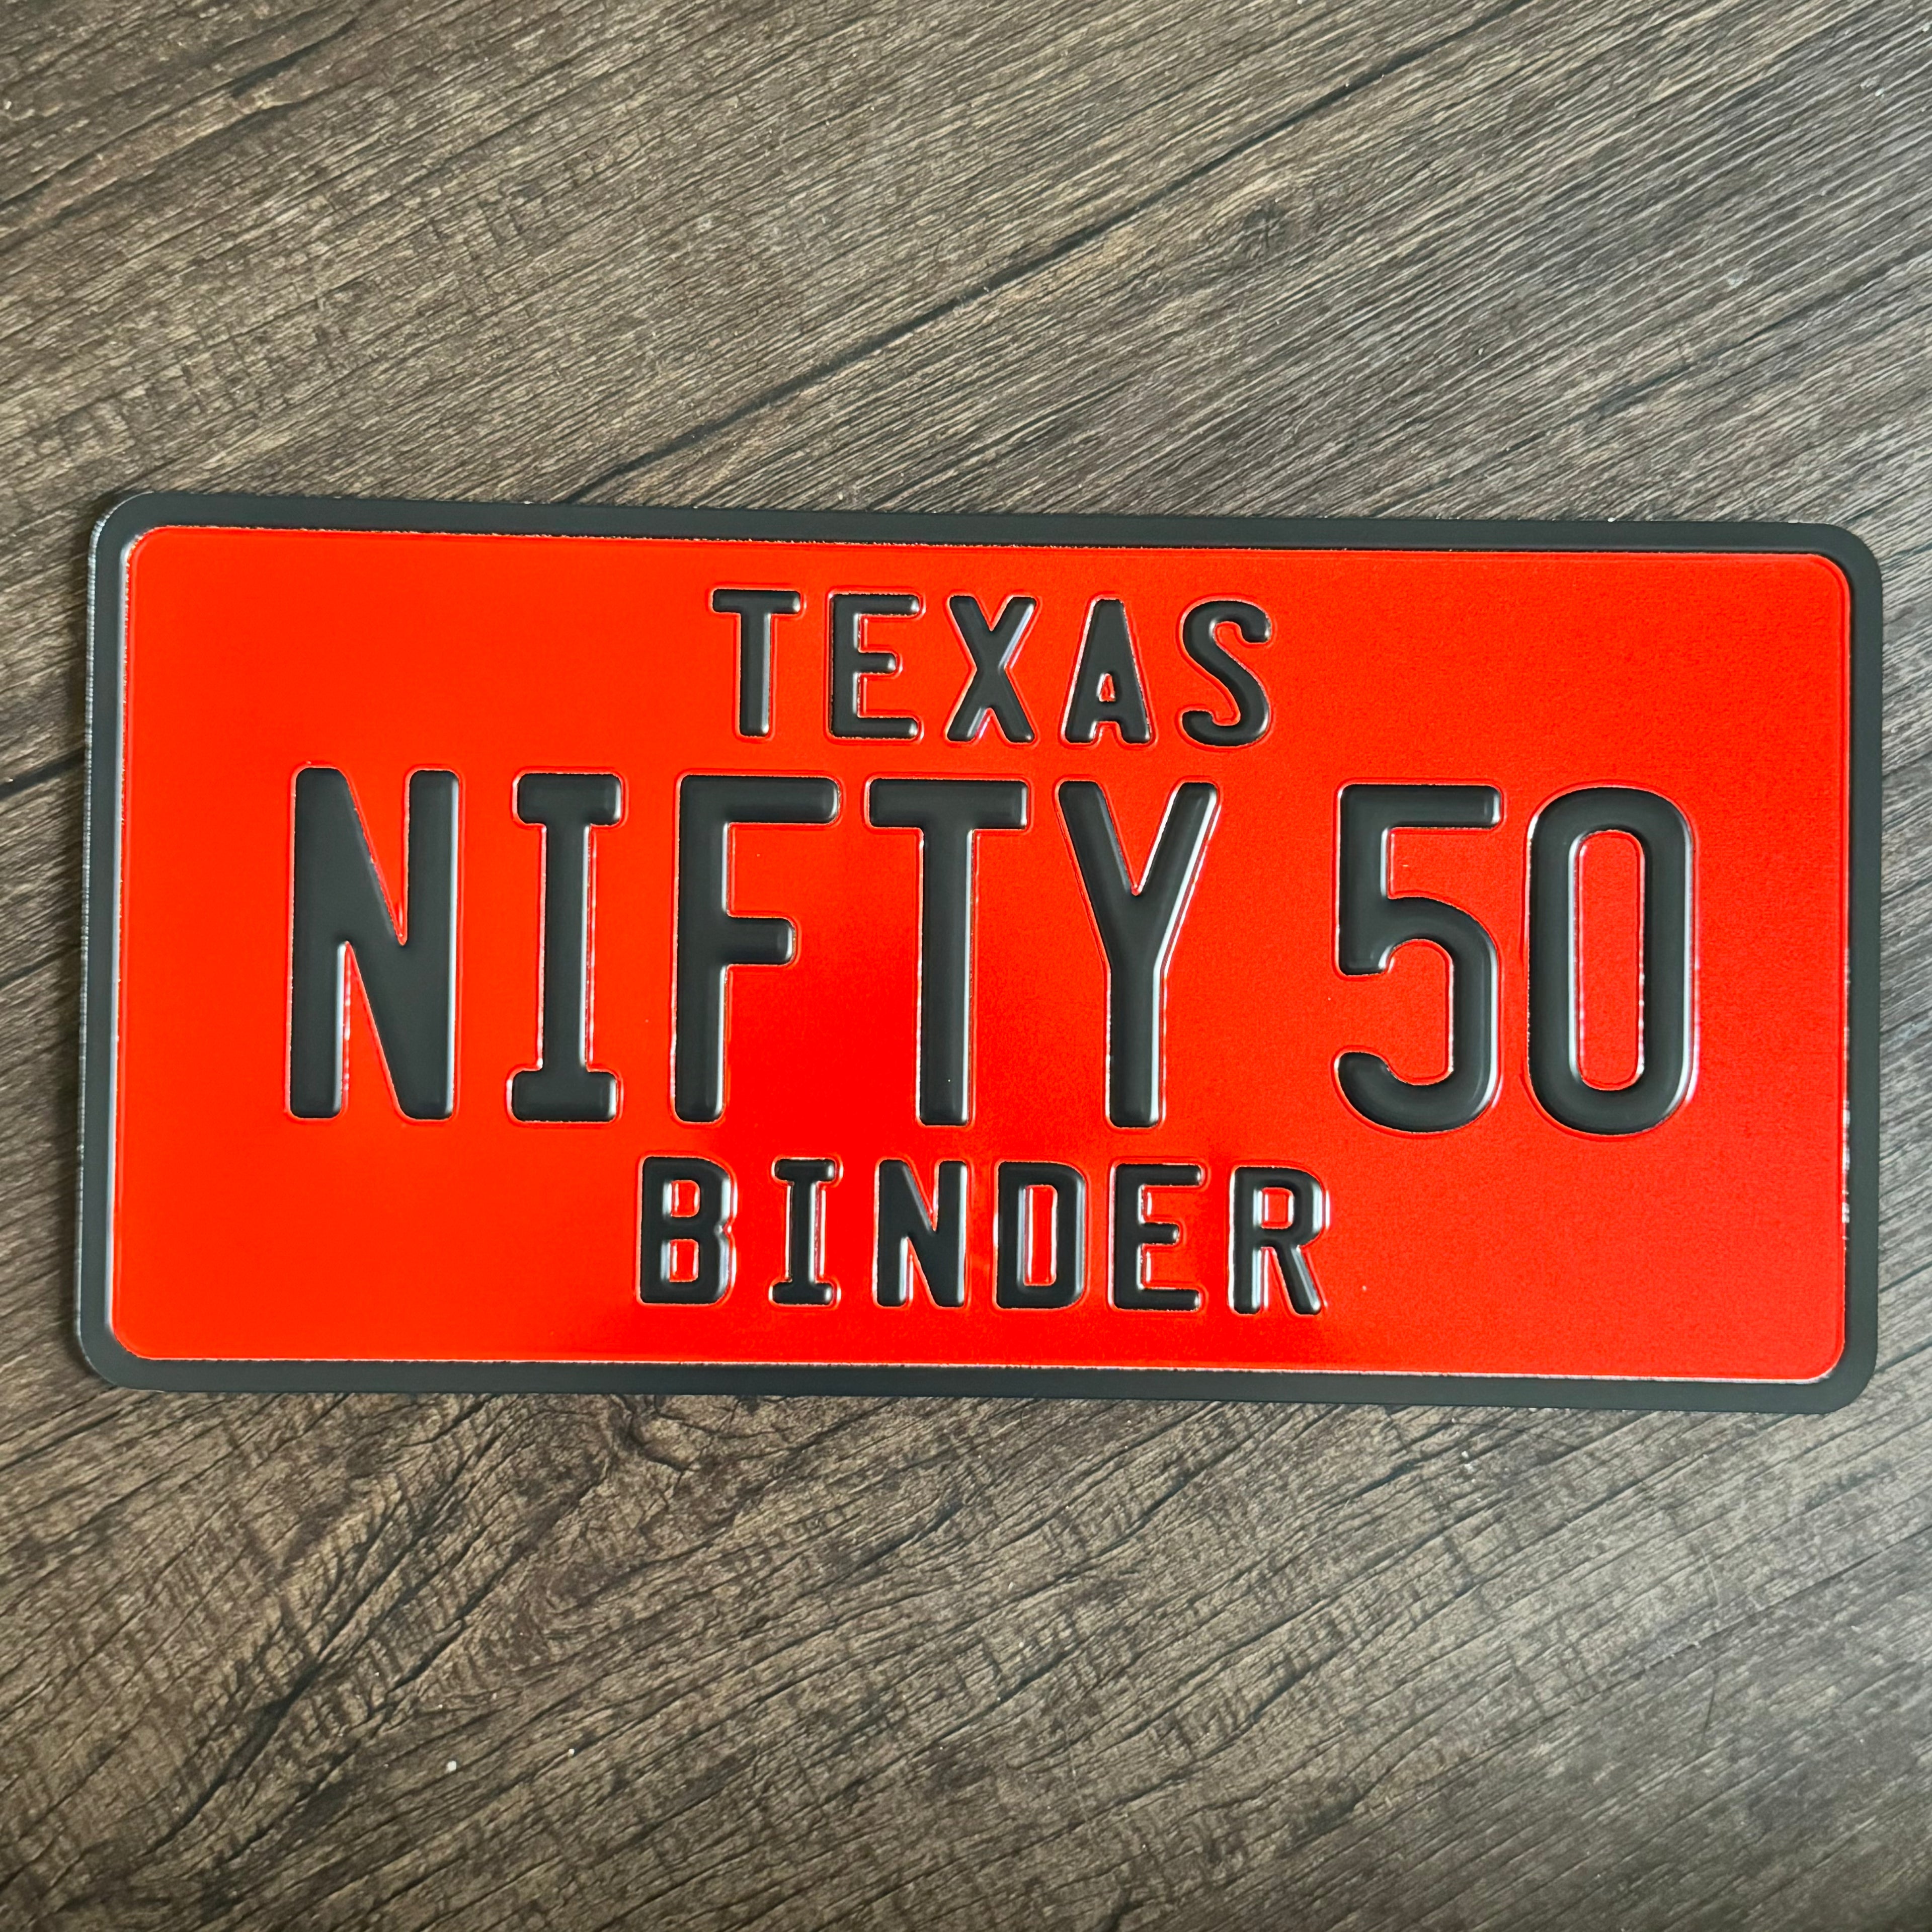 TEXAS
NIFTY 50
BINDER